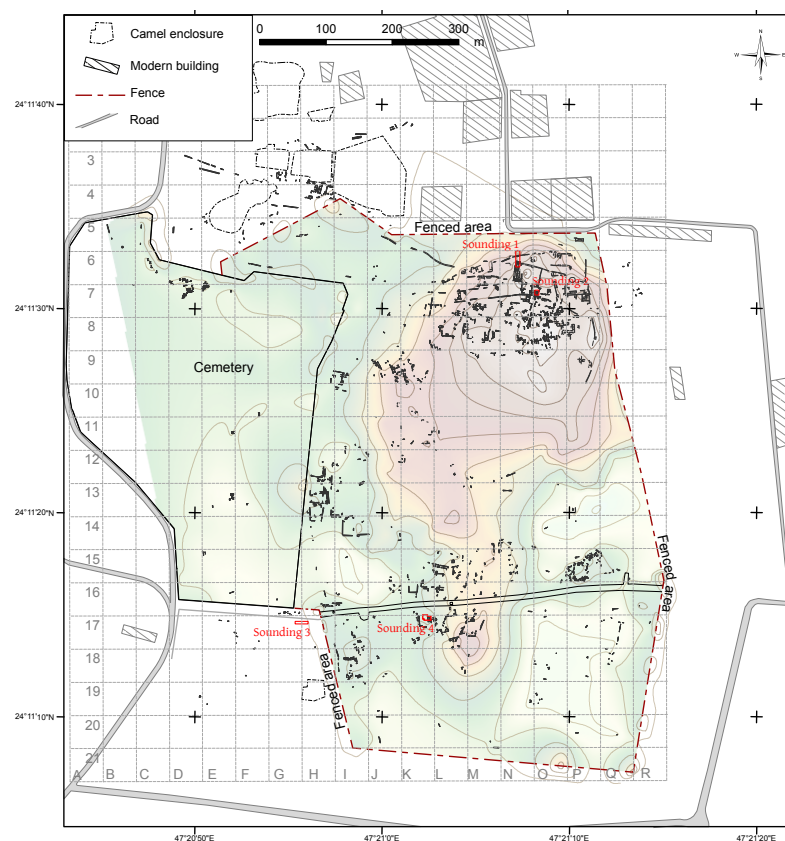 Camel enclosure
Modern building
Fence
Road
0 100 200 300
m
N
W E
S
24°11'40"N
24°11'30"N
24°11'20"N
24°11'10"N
3
4
5
6
7
8
9
10
11
12
13
14
15
16
17
18
19
20
21
Fenced area
Sounding 1
Sounding 2
Cemetery
Fenced area
Sounding 3
Sounding 4
Fenced area
A B C D E F G H I J K L M N O P Q R
47°20'50"E 47°21'0"E 47°21'10"E 47°21'20"E